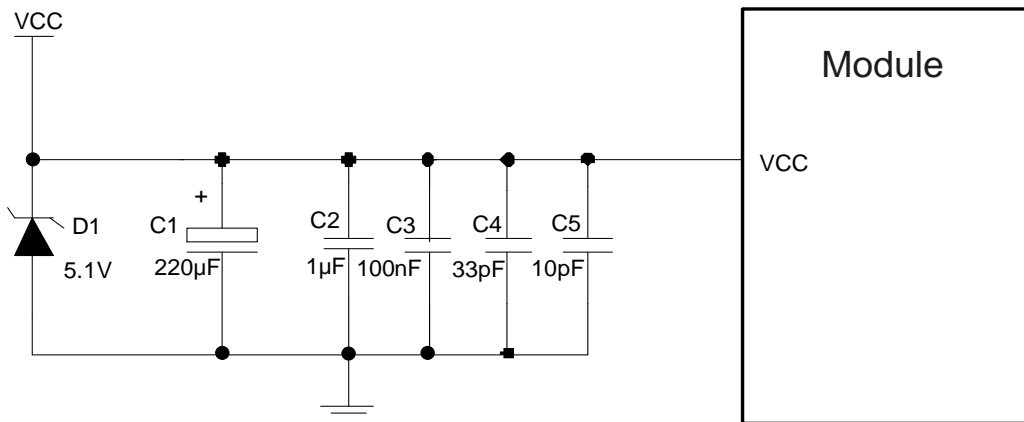 VCC
Module
VCC
+
D1
C1
C2
C3
C4
C5
5.1V
220µF
1µF
100nF
33pF
10pF